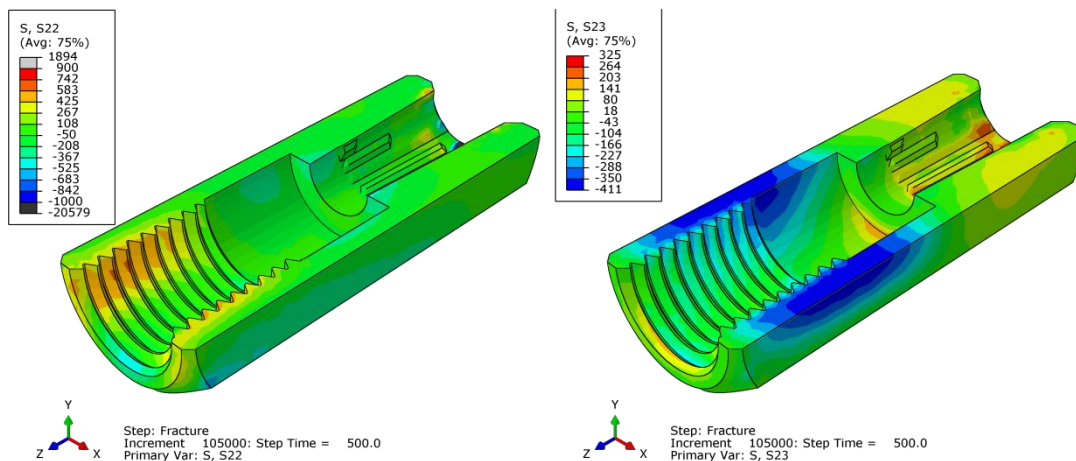 S, S22
(Avg: 75%)
1894
900
742
583
425
267
108
-50
-208
-367
-525
-683
-842
-1000
-20579
Y
Z
X
Step: Fracture
Increment 105000: Step Time = 500.0
Primary Var: S, S22
S, S23
(Avg: 75%)
325
264
203
141
80
18
-43
-104
-166
-227
-288
-350
-411
Y
Z
X
Step: Fracture
Increment 105000: Step Time = 500.0
Primary Var: S, S23